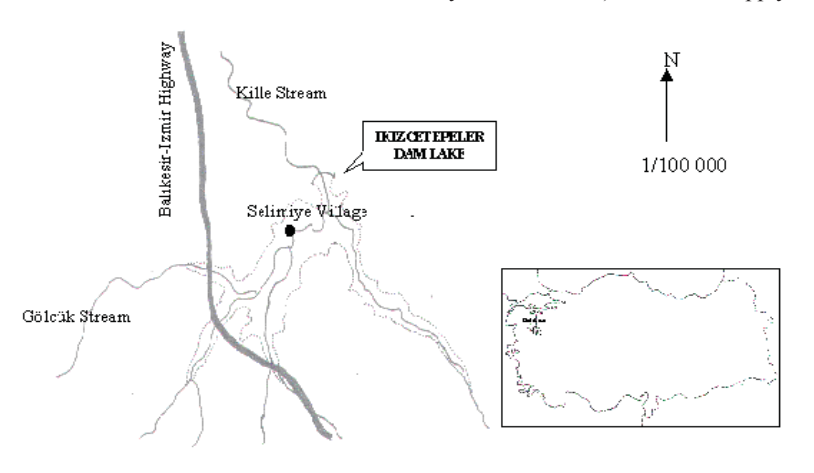 Balıkesir-Izmir Highway
Kille Stream
N
IKIZCETEPELER
DAM LAKE
1/100 000
Selimiye Village
Gölcük Stream